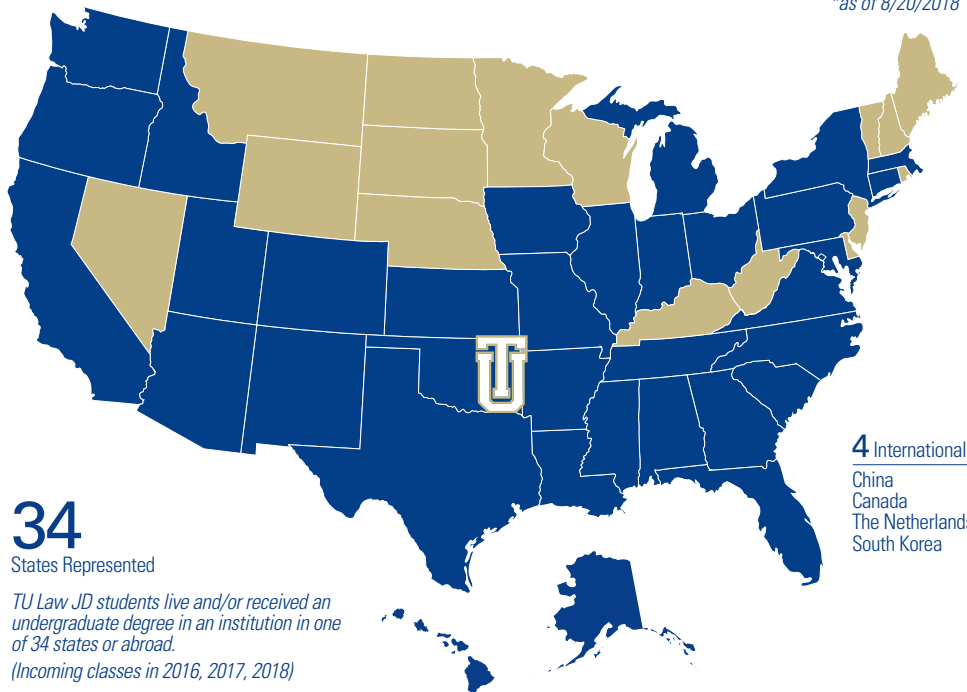 *as of 8/20/2018
TU
4 International
China
Canada
The Netherlands
South Korea
34
States Represented
TU Law JD students live and/or received an
undergraduate degree in an institution in one
of 34 states or abroad.
(Incoming classes in 2016, 2017, 2018)